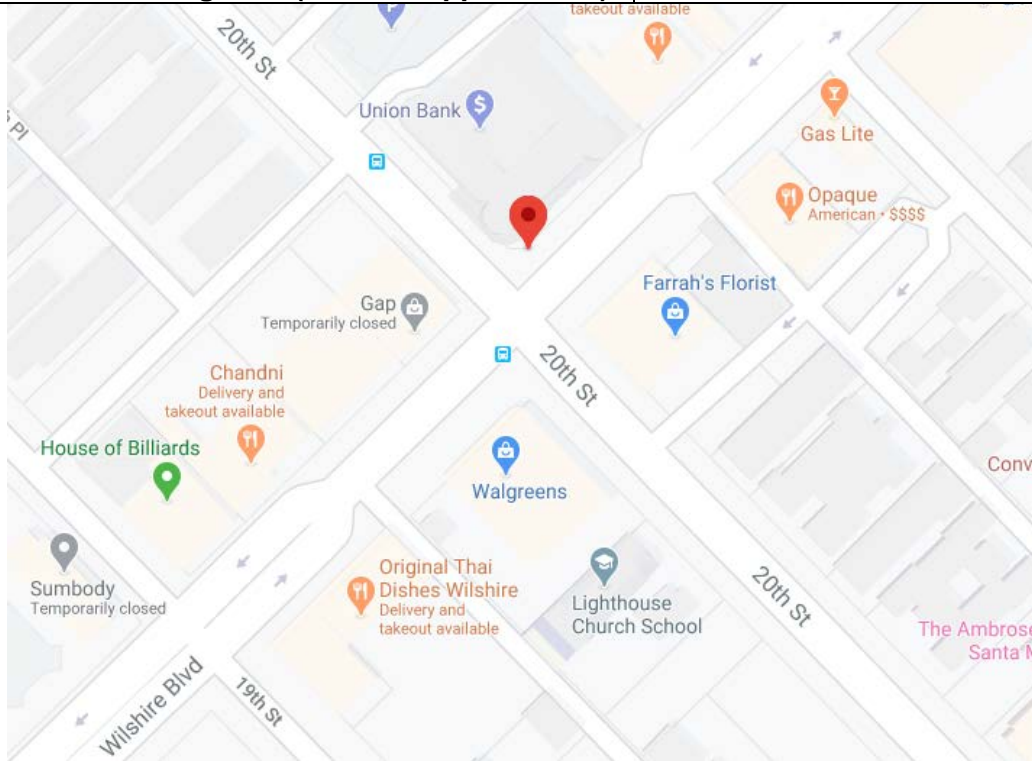 takeout available
20th St
Pl
Union Bank
Gas Lite
Opaque
American • $$$$
Farrah's Florist
Gap
Temporarily closed
20th St
Chandni
Delivery and
takeout available
House of Billiards
Walgreens
Conv
Sumbody
Temporarily closed
Original Thai
Dishes Wilshire
Delivery and
takeout available
Lighthouse
Church School
20th St
The Ambrose
Santa M
Wilshire Blvd
19th St